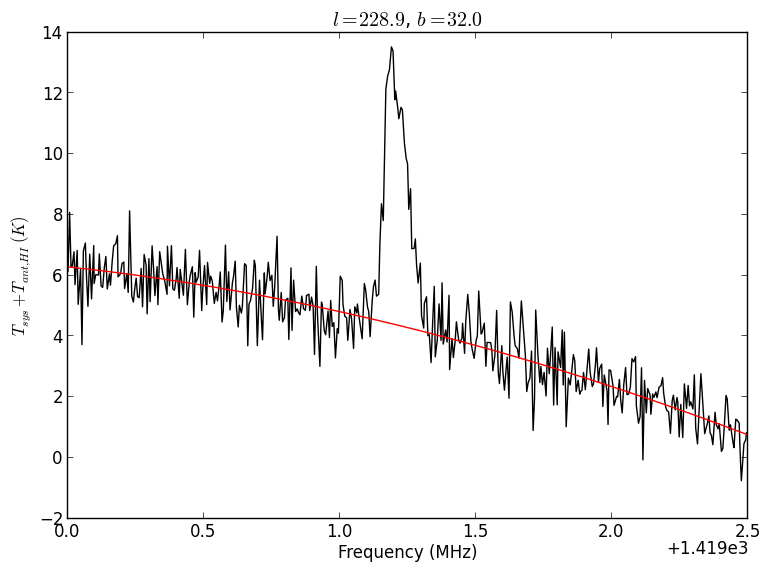 l = 228.9, b = 32.0
14
12
10
8
6
4
2
0
−2
T_sys + T_ant,HI (K)
0.0 0.5 1.0 1.5 2.0 2.5
Frequency (MHz)
+1.419e3